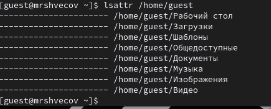 [guest@mrshvecov ~]$ lsattr /home/guest
---------------------- /home/guest/Рабочий стол
---------------------- /home/guest/Загрузки
---------------------- /home/guest/Шаблоны
---------------------- /home/guest/Общедоступные
---------------------- /home/guest/Документы
---------------------- /home/guest/Музыка
---------------------- /home/guest/Изображения
---------------------- /home/guest/Видео
[guest@mrshvecov ~]$